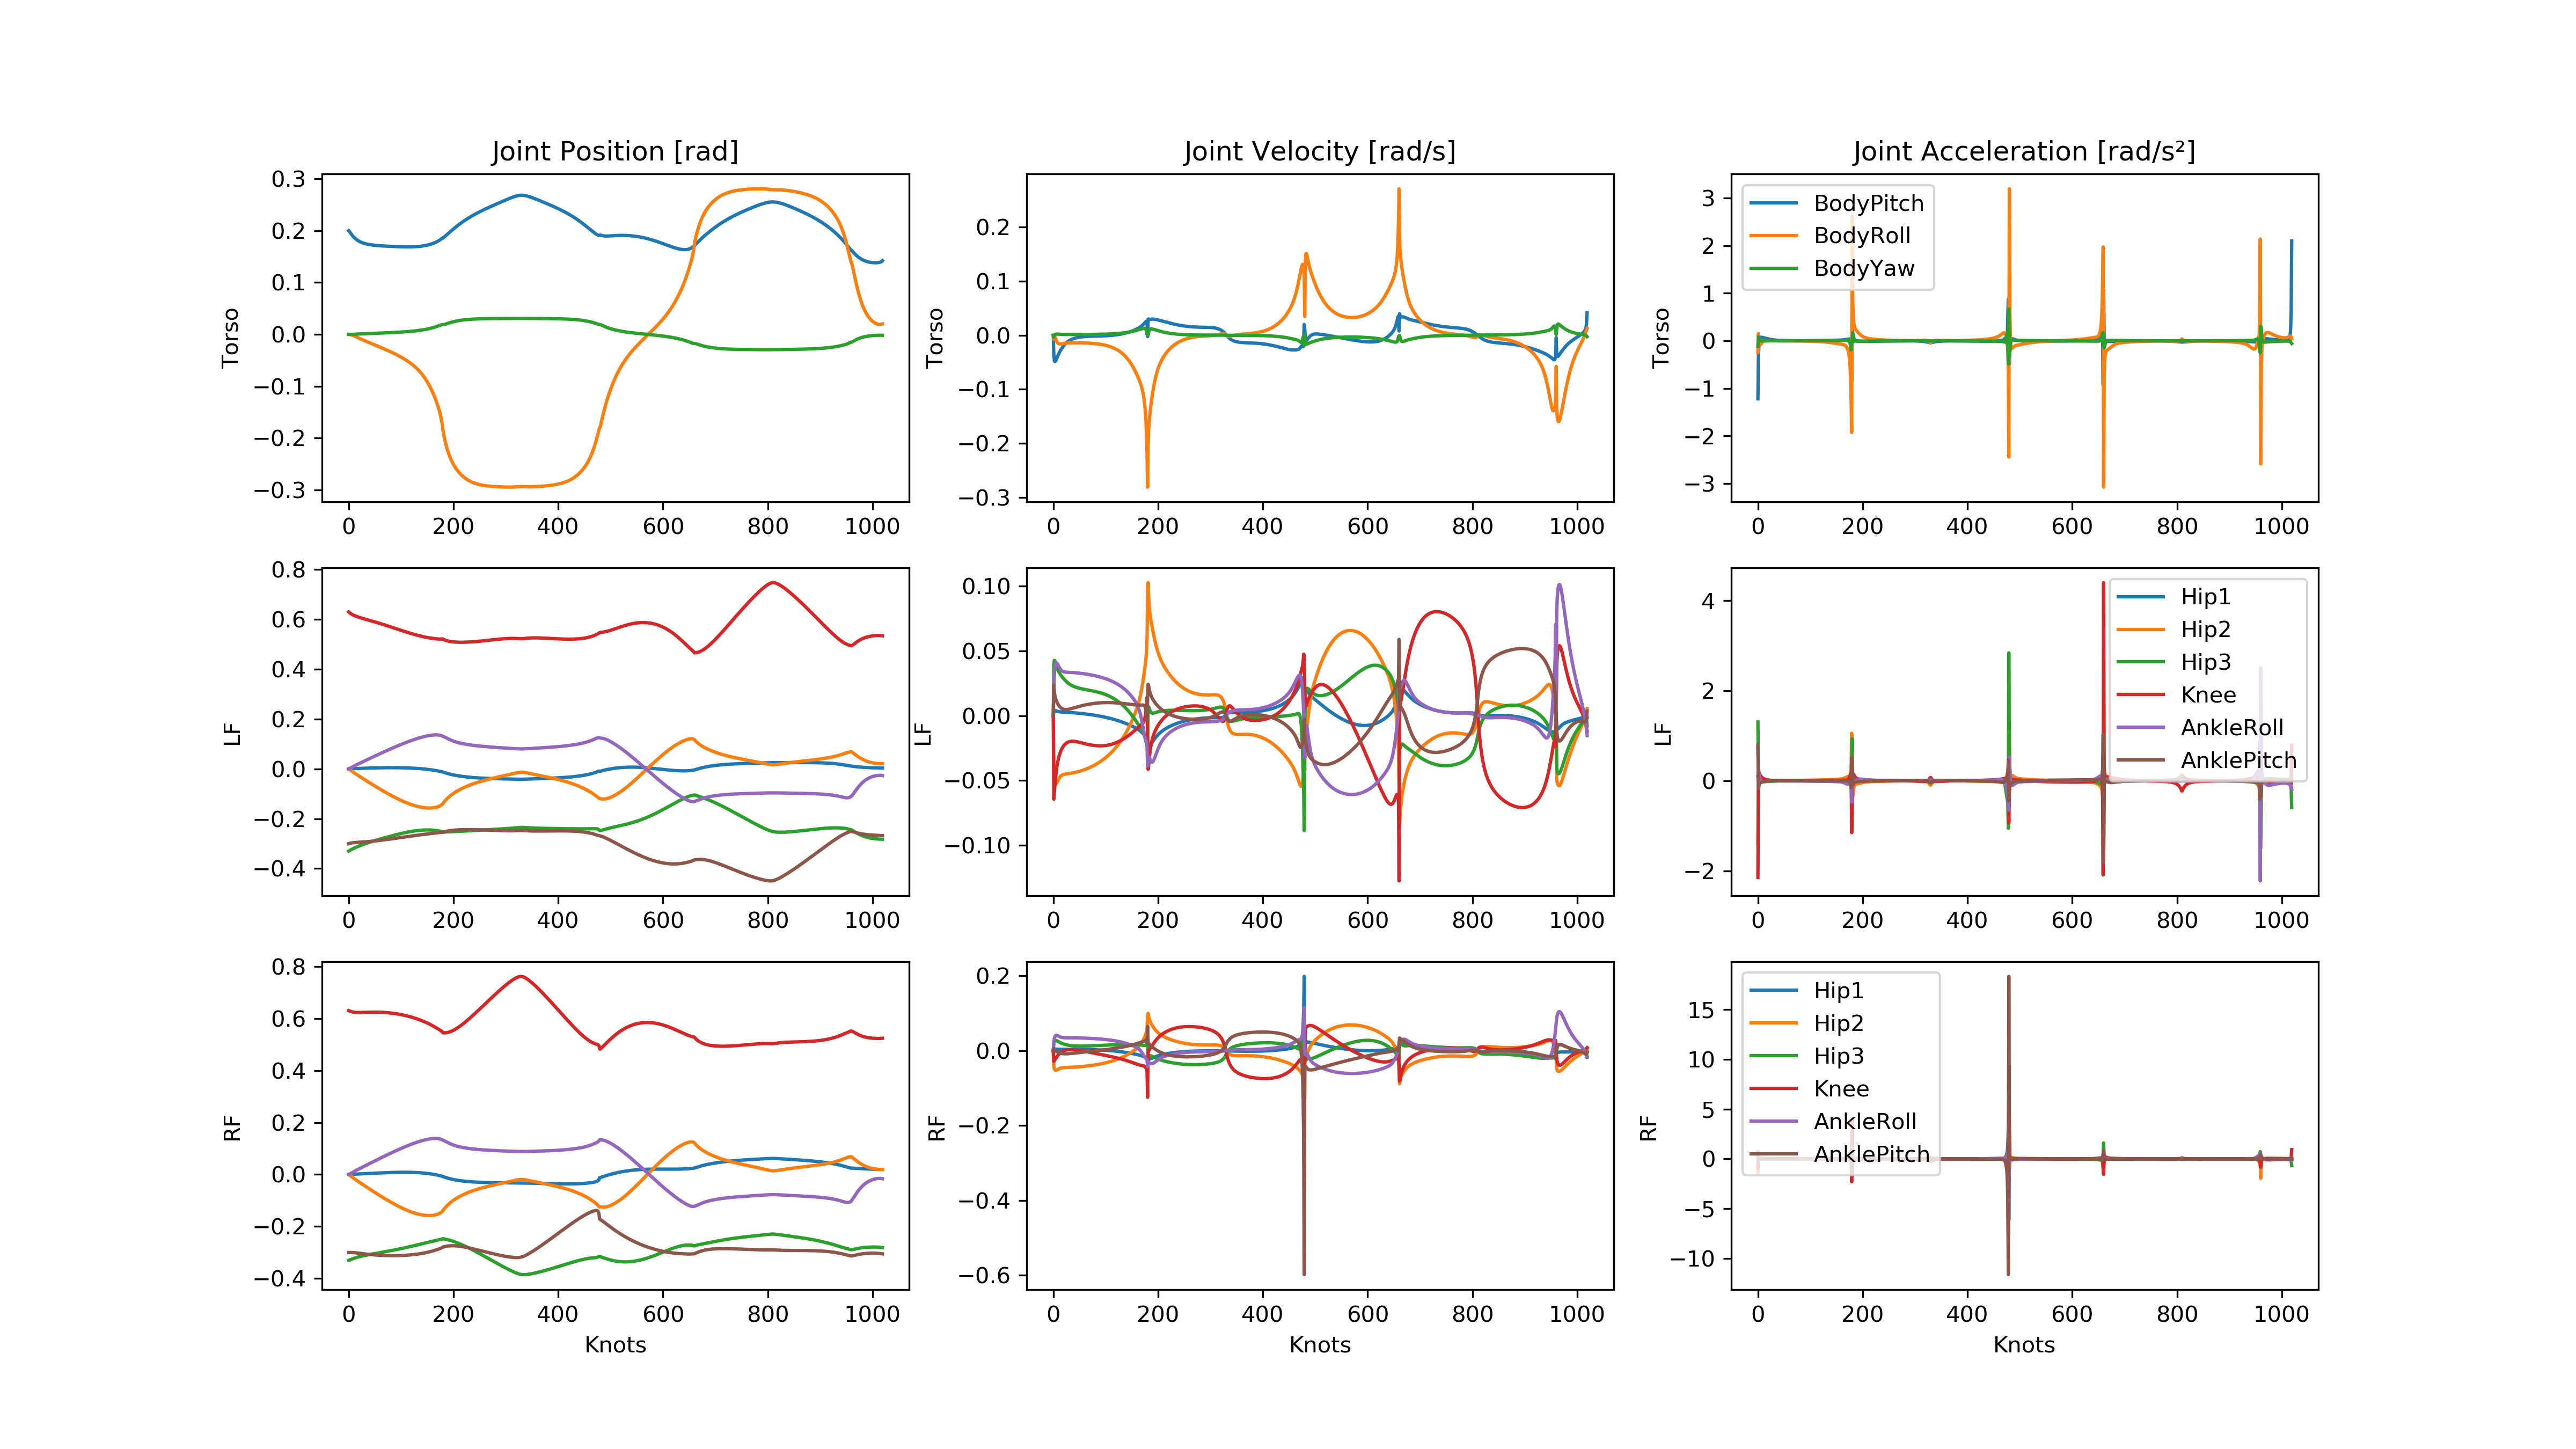 Joint Position [rad]
Joint Velocity [rad/s]
Joint Acceleration [rad/s²]
Torso
0.3
0.2
0.1
0.0
−0.1
−0.2
−0.3
0 200 400 600 800 1000
Torso
0.2
0.1
0.0
−0.1
−0.2
−0.3
0 200 400 600 800 1000
Torso
3
2
1
0
−1
−2
−3
BodyPitch
BodyRoll
BodyYaw
0 200 400 600 800 1000
LF
0.8
0.6
0.4
0.2
0.0
−0.2
−0.4
0 200 400 600 800 1000
LF
0.10
0.05
0.00
−0.05
−0.10
0 200 400 600 800 1000
LF
4
2
0
−2
Hip1
Hip2
Hip3
Knee
AnkleRoll
AnklePitch
0 200 400 600 800 1000
RF
0.8
0.6
0.4
0.2
0.0
−0.2
−0.4
0 200 400 600 800 1000
Knots
RF
0.2
0.0
−0.2
−0.4
−0.6
0 200 400 600 800 1000
Knots
RF
15
10
5
0
−5
−10
Hip1
Hip2
Hip3
Knee
AnkleRoll
AnklePitch
0 200 400 600 800 1000
Knots